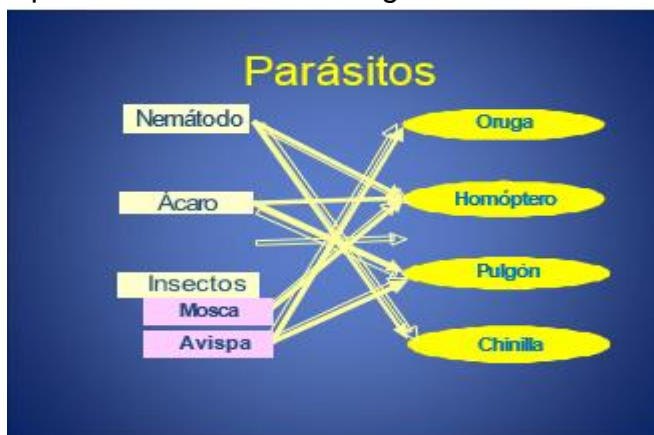 Parásitos
Nemátodo
Ácaro
Insectos
Mosca
Avispa
Oruga
Homóptero
Pulgón
Chinilla